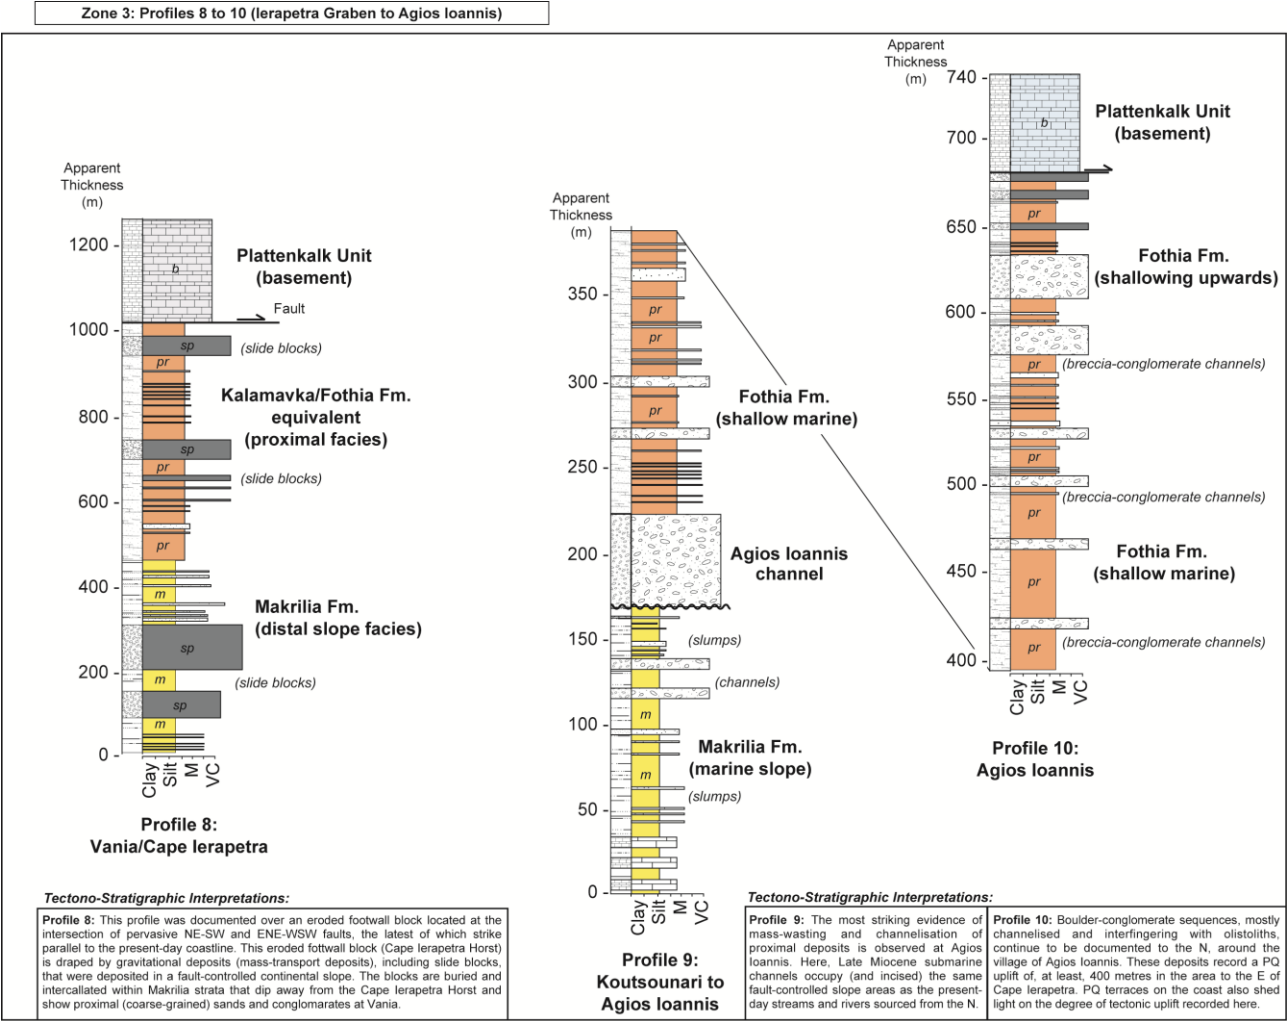 Zone 3: Profiles 8 to 10 (Ierapetra Graben to Agios Ioannis)
Apparent
Thickness
(m)
1200
1000
800
600
400
200
0
b
sp
pr
sp
pr
pr
m
sp
m
sp
m
Plattenkalk Unit
(basement)
Fault
(slide blocks)
Kalamavka/Fothia Fm.
equivalent
(proximal facies)
(slide blocks)
Makrilia Fm.
(distal slope facies)
(slide blocks)
Clay
Silt
M
VC
Profile 8:
Vania/Cape Ierapetra
Apparent
Thickness
(m)
350
300
250
200
150
100
50
0
pr
pr
pr
m
m
Fothia Fm.
(shallow marine)
Agios Ioannis
channel
(slumps)
(channels)
Makrilia Fm.
(marine slope)
(slumps)
Clay
Silt
M
VC
Profile 9:
Koutsounari to
Agios Ioannis
Apparent
Thickness
(m)
740
700
650
600
550
500
450
400
b
pr
pr
pr
pr
pr
pr
Plattenkalk Unit
(basement)
Fothia Fm.
(shallowing upwards)
(breccia-conglomerate channels)
(breccia-conglomerate channels)
Fothia Fm.
(shallow marine)
(breccia-conglomerate channels)
Clay
Silt
M
VC
Profile 10:
Agios Ioannis
Tectono-Stratigraphic Interpretations:
Profile 8: This profile was documented over an eroded footwall block located at the
intersection of pervasive NE-SW and ENE-WSW faults, the latest of which strike
parallel to the present-day coastline. This eroded fottwall block (Cape Ierapetra Horst)
is draped by gravitational deposits (mass-transport deposits), including slide blocks,
that were deposited in a fault-controlled continental slope. The blocks are buried and
intercallated within Makrilia strata that dip away from the Cape Ierapetra Horst and
show proximal (coarse-grained) sands and conglomarates at Vania.
Tectono-Stratigraphic Interpretations:
Profile 9: The most striking evidence of
mass-wasting and channelisation of
proximal deposits is observed at Agios
Ioannis. Here, Late Miocene submarine
channels occupy (and incised) the same
fault-controlled slope areas as the present-
day streams and rivers sourced from the N.
Profile 10: Boulder-conglomerate sequences, mostly
channelised and interfingering with olistoliths,
continue to be documented to the N, around the
village of Agios Ioannis. These deposits record a PQ
uplift of, at least, 400 metres in the area to the E of
Cape Ierapetra. PQ terraces on the coast also shed
light on the degree of tectonic uplift recorded here.